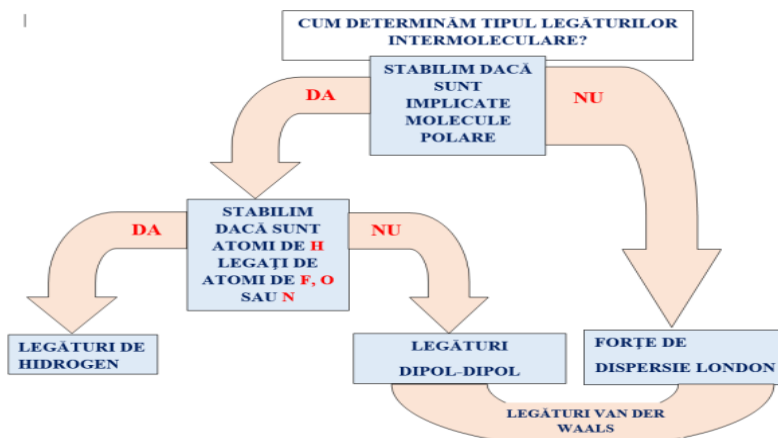 CUM DETERMINĂM TIPUL LEGĂTURILOR
INTERMOLECULARE?
STABILIM DACĂ
SUNT
IMPLICATE
MOLECULE
POLARE
DA
NU
STABILIM
DACĂ SUNT
ATOMI DE H
LEGAȚI DE
ATOMI DE F, O
SAU N
DA
NU
LEGĂTURI DE
HIDROGEN
LEGĂTURI
DIPOL-DIPOL
FORȚE DE
DISPERSIE LONDON
LEGĂTURI VAN DER
WAALS